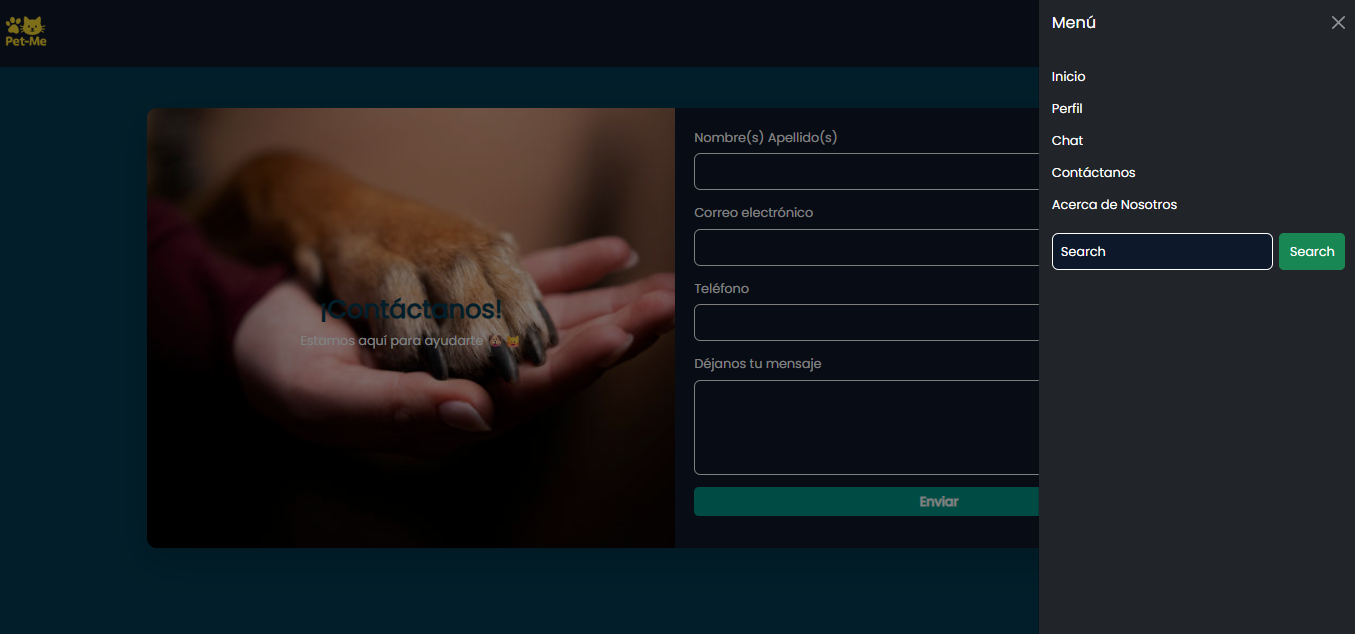 Pet-Me
¡Contáctanos!
Estamos aquí para ayudarte
Nombre(s) Apellido(s)
Correo electrónico
Teléfono
Déjanos tu mensaje
Enviar
Menú
Inicio
Perfil
Chat
Contáctanos
Acerca de Nosotros
Search
Search